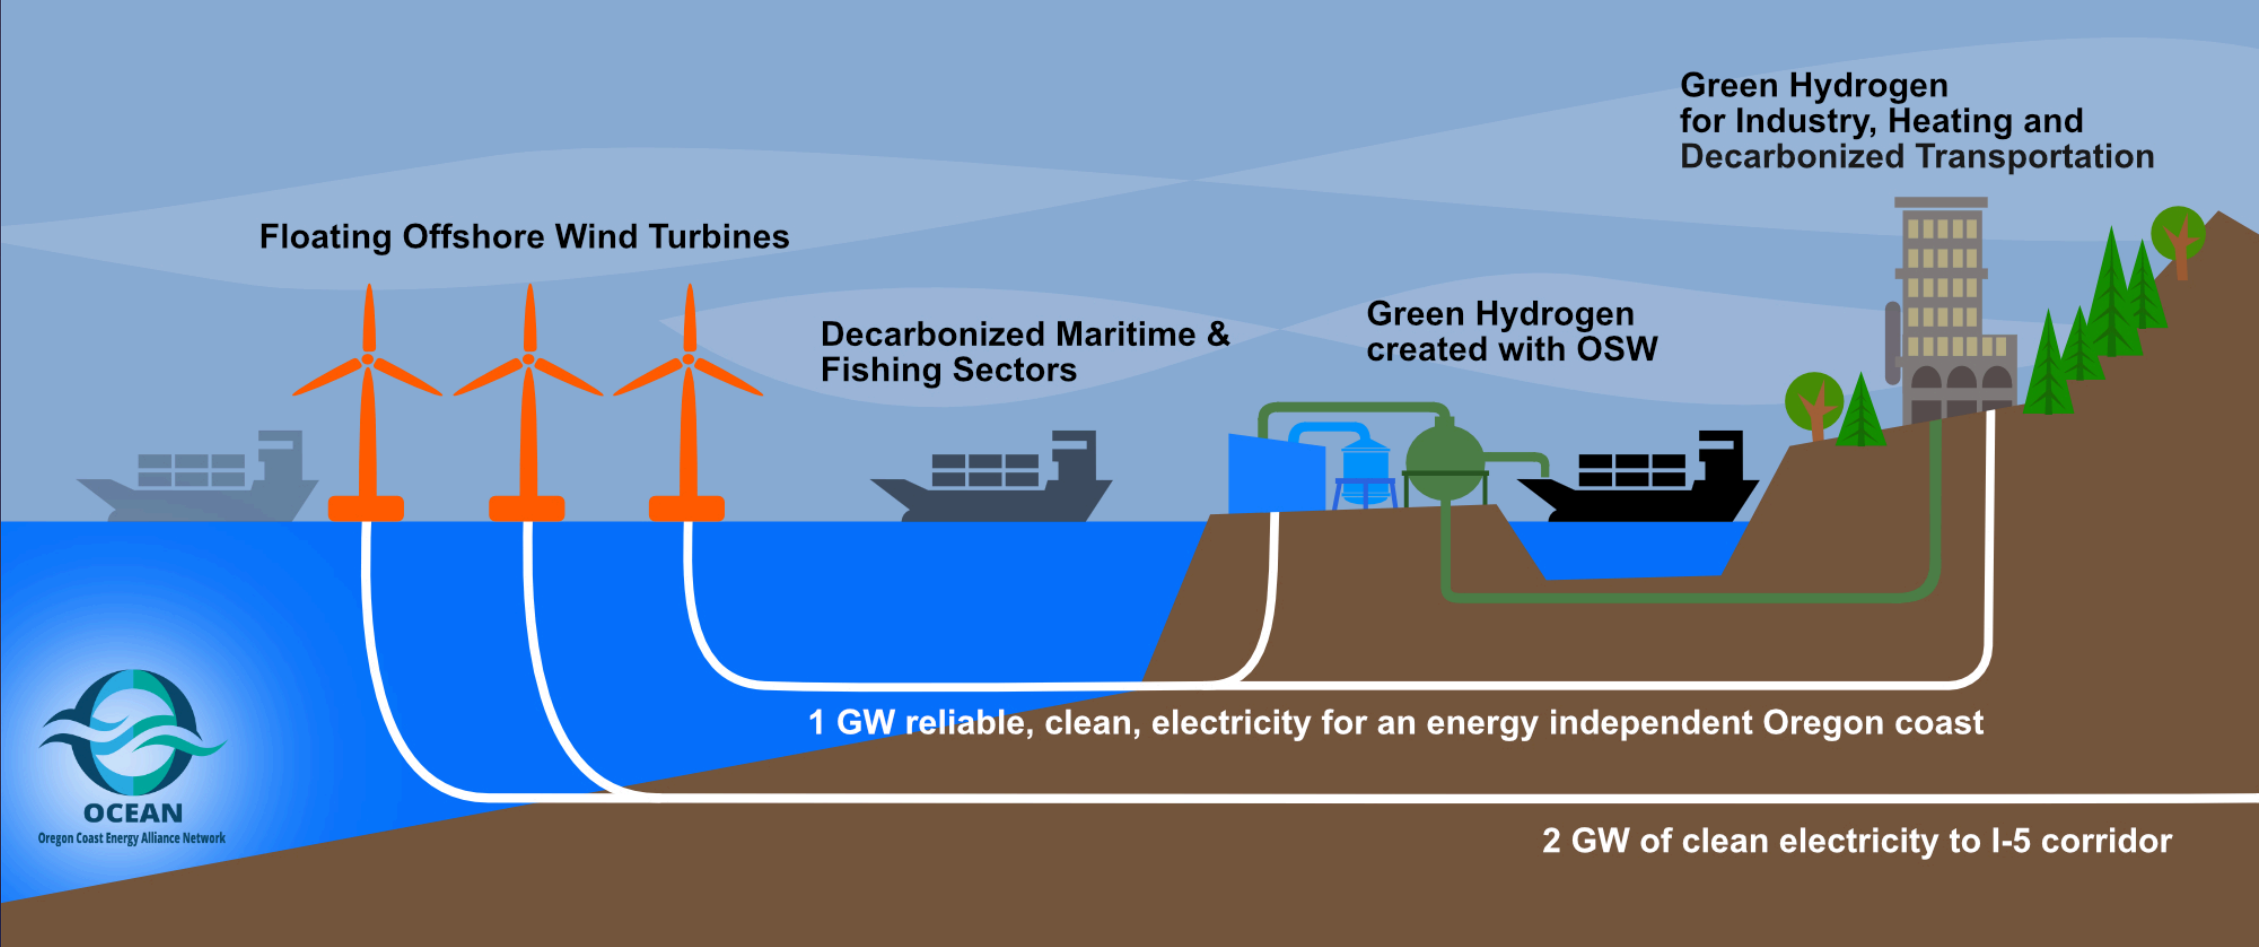 Green Hydrogen
for Industry, Heating and
Decarbonized Transportation
Floating Offshore Wind Turbines
Decarbonized Maritime &
Fishing Sectors
Green Hydrogen
created with OSW
1 GW reliable, clean, electricity for an energy independent Oregon coast
OCEAN
Oregon Coast Energy Alliance Network
2 GW of clean electricity to I-5 corridor